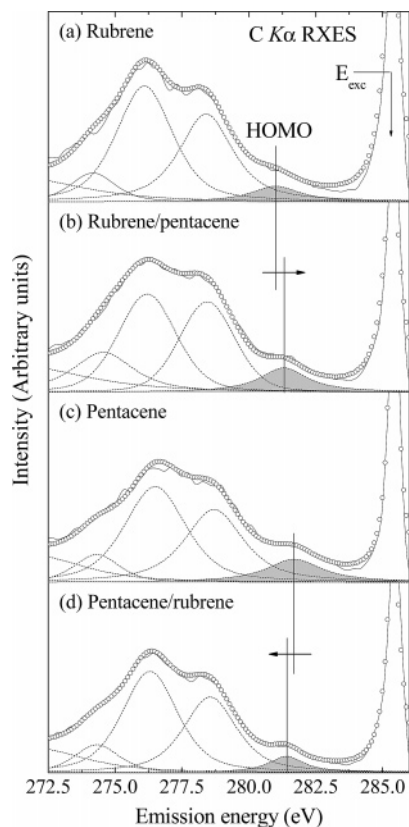 (a) Rubrene
C Kα RXES
E_exc
HOMO
(b) Rubrene/pentacene
(c) Pentacene
(d) Pentacene/rubrene
Intensity (Arbitrary units)
272.5 275.0 277.5 280.0 282.5 285.0
Emission energy (eV)